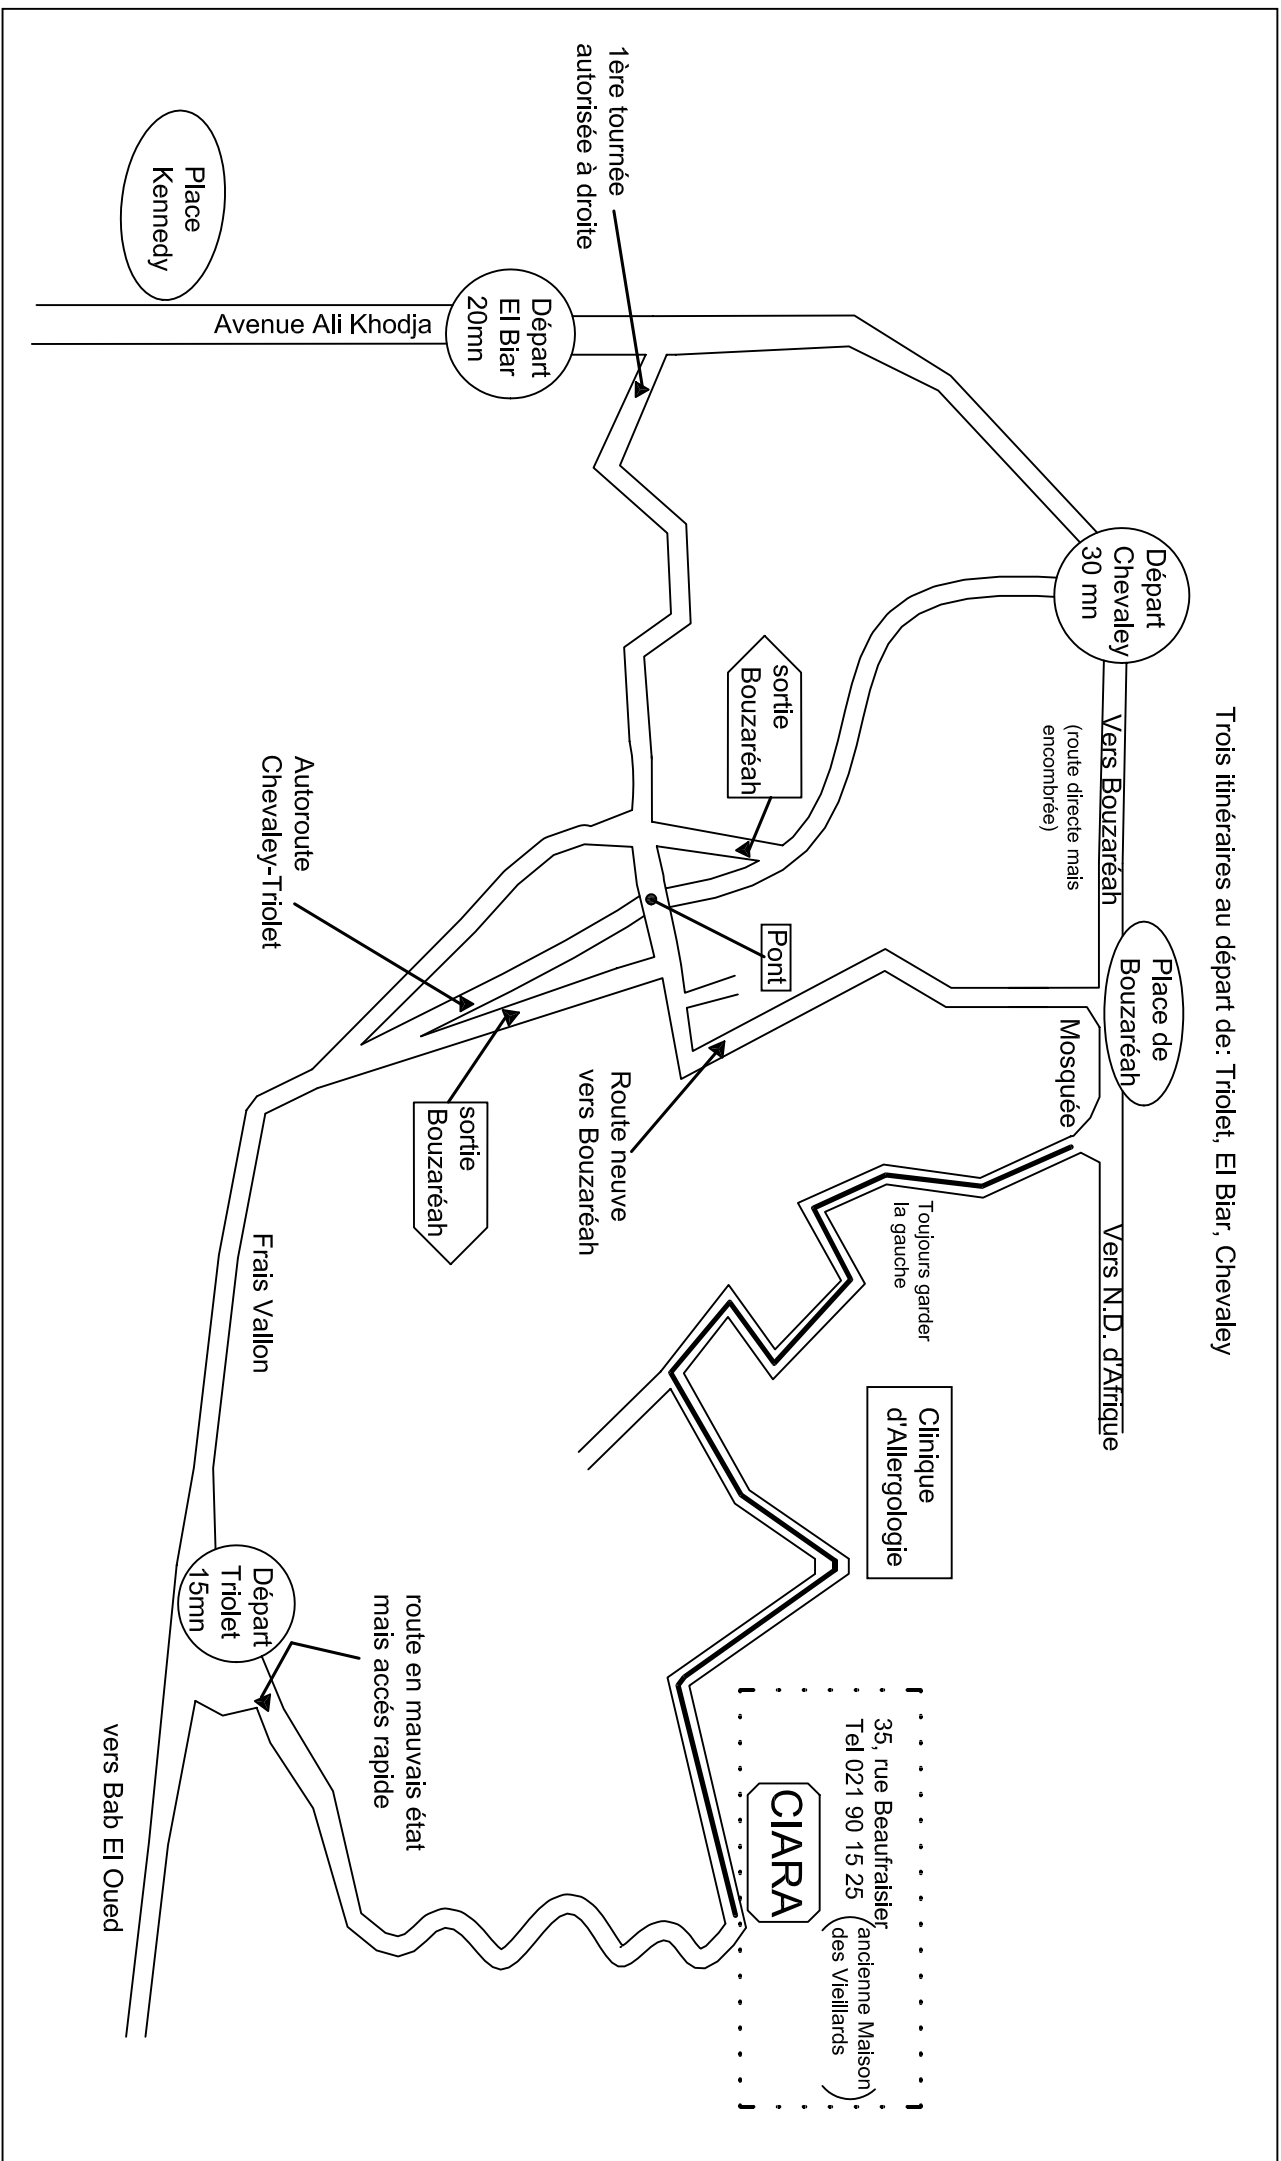 Trois itinéraires au départ de: Triolet, El Biar, Chevaley
Départ
Chevaley
30 mn
Vers Bouzaréah
(route directe mais
encombrée)
Place de
Bouzaréah
Mosquée
Vers N.D. d'Afrique
Toujours garder
la gauche
Clinique
d'Allergologie
35, rue Beaufraisier
Tel 021 90 15 25
(ancienne Maison
des Vieillards)
CIARA
1ère tournée
autorisée à droite
sortie
Bouzaréah
Pont
Route neuve
vers Bouzaréah
Départ
El Biar
20mn
Avenue Ali Khodja
Place
Kennedy
Autoroute
Chevaley-Triolet
sortie
Bouzaréah
Frais Vallon
route en mauvais état
mais accés rapide
Départ
Triolet
15mn
vers Bab El Oued